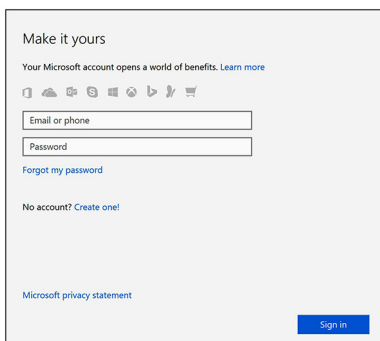 Make it yours
Your Microsoft account opens a world of benefits. Learn more
Email or phone
Password
Forgot my password
No account? Create one!
Microsoft privacy statement
Sign in